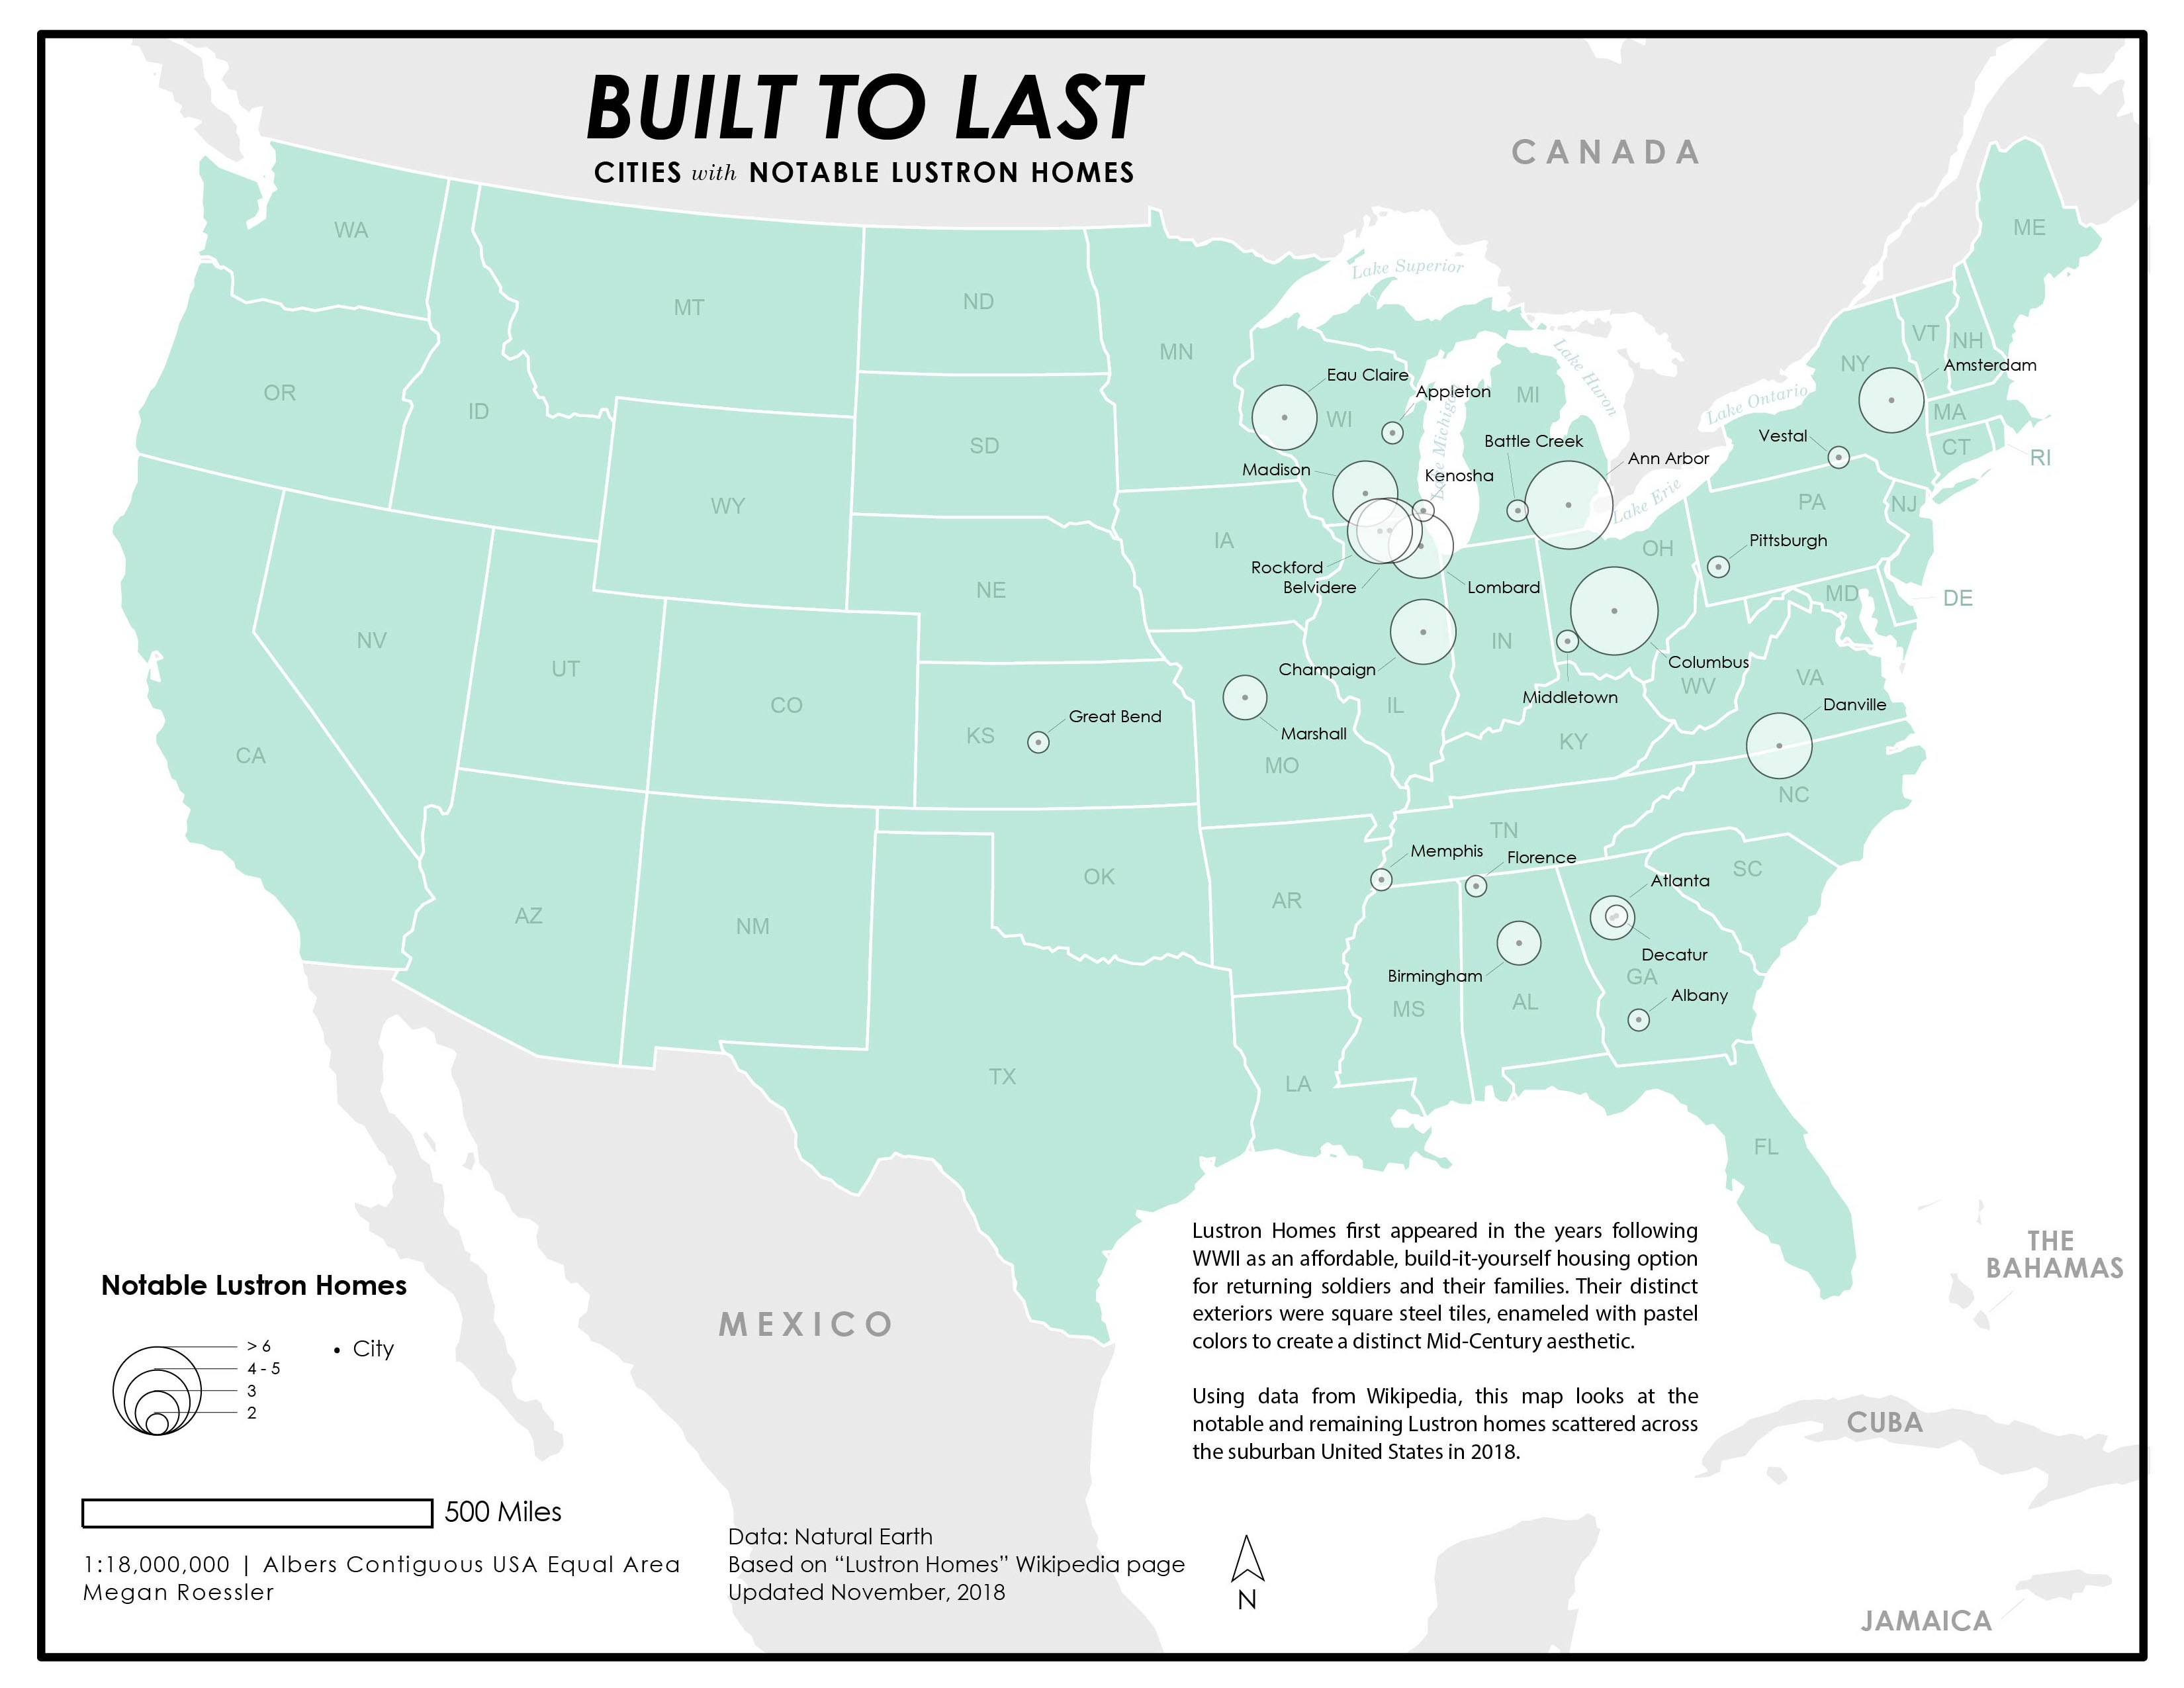 BUILT TO LAST
CITIES with NOTABLE LUSTRON HOMES
CANADA
WA
MT
ND
MN
OR
ID
SD
WY
IA
NE
NV
UT
CO
KS
CA
MO
AZ
NM
OK
AR
TX
LA
MS
AL
GA
FL
SC
NC
TN
KY
VA
WV
IL
IN
OH
PA
NJ
MD
DE
RI
CT
MA
NH
VT
NY
ME
MI
WI
Lake Superior
Lake Huron
Lake Michigan
Lake Ontario
Lake Erie
Eau Claire
Appleton
Battle Creek
Ann Arbor
Madison
Kenosha
Amsterdam
Vestal
Pittsburgh
Rockford
Belvidere
Lombard
Champaign
Columbus
Middletown
Danville
Great Bend
Marshall
Memphis
Florence
Atlanta
Decatur
Birmingham
Albany
MEXICO
THE
BAHAMAS
CUBA
JAMAICA
Lustron Homes first appeared in the years following
WWII as an affordable, build-it-yourself housing option
for returning soldiers and their families. Their distinct
exteriors were square steel tiles, enameled with pastel
colors to create a distinct Mid-Century aesthetic.
Using data from Wikipedia, this map looks at the
notable and remaining Lustron homes scattered across
the suburban United States in 2018.
Notable Lustron Homes
> 6
4 - 5
3
2
City
500 Miles
1:18,000,000 | Albers Contiguous USA Equal Area
Megan Roessler
Data: Natural Earth
Based on “Lustron Homes” Wikipedia page
Updated November, 2018
N